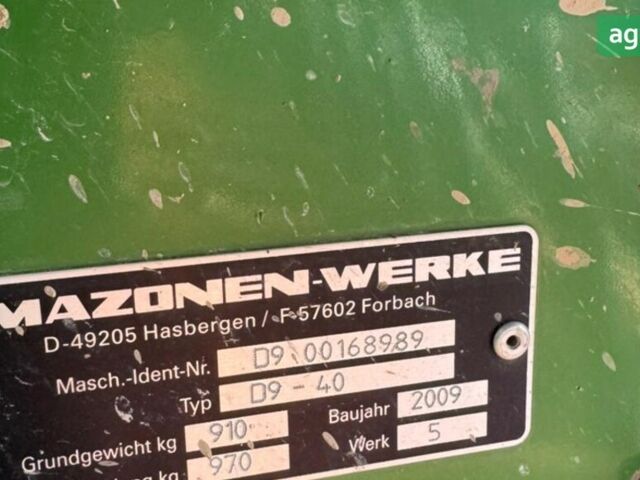 ag
MAZONEN-WERKE
D-49205 Hasbergen / F-57602 Forbach
Masch.-Ident-Nr. D9 00168989
Typ D9-40
Grundgewicht kg 910 Baujahr 2009
kg 970 Werk 5